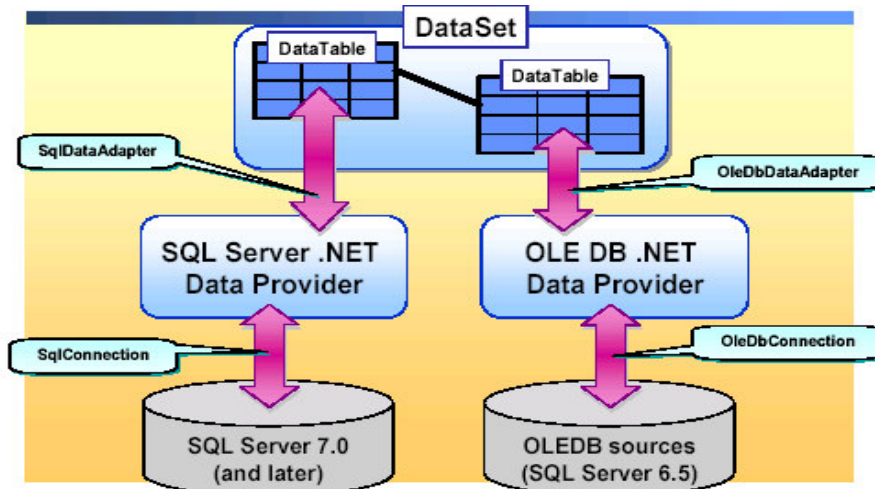 DataSet
DataTable
DataTable
SqlDataAdapter
OleDbDataAdapter
SQL Server .NET
Data Provider
OLE DB .NET
Data Provider
SqlConnection
OleDbConnection
SQL Server 7.0
(and later)
OLEDB sources
(SQL Server 6.5)